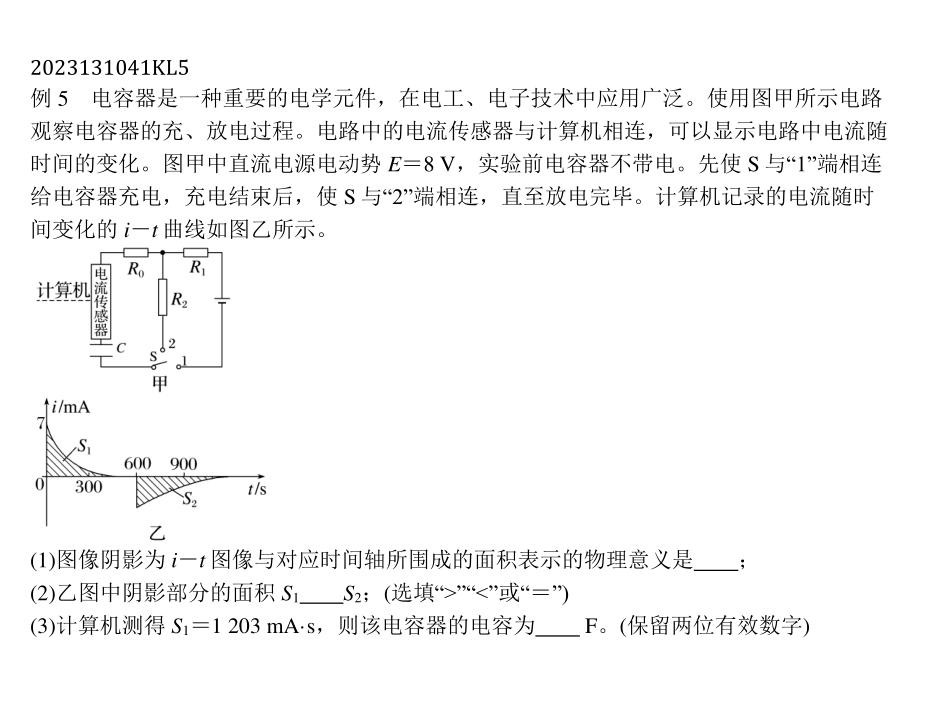 2023131041KL5
例 5 电容器是一种重要的电学元件，在电工、电子技术中应用广泛。使用图甲所示电路
观察电容器的充、放电过程。电路中的电流传感器与计算机相连，可以显示电路中电流随
时间的变化。图甲中直流电源电动势 E＝8 V，实验前电容器不带电。先使 S 与“1”端相连
给电容器充电，充电结束后，使 S 与“2”端相连，直至放电完毕。计算机记录的电流随时
间变化的 i－t 曲线如图乙所示。
R0 R1
计算机 电流传感器 R2
C S 2 1
甲
i/mA
7
S1
600 900
0 300 t/s
S2
乙
(1)图像阴影为 i－t 图像与对应时间轴所围成的面积表示的物理意义是____；
(2)乙图中阴影部分的面积 S1____S2；(选填“>”“<”或“＝”)
(3)计算机测得 S1＝1 203 mA·s，则该电容器的电容为____ F。(保留两位有效数字)